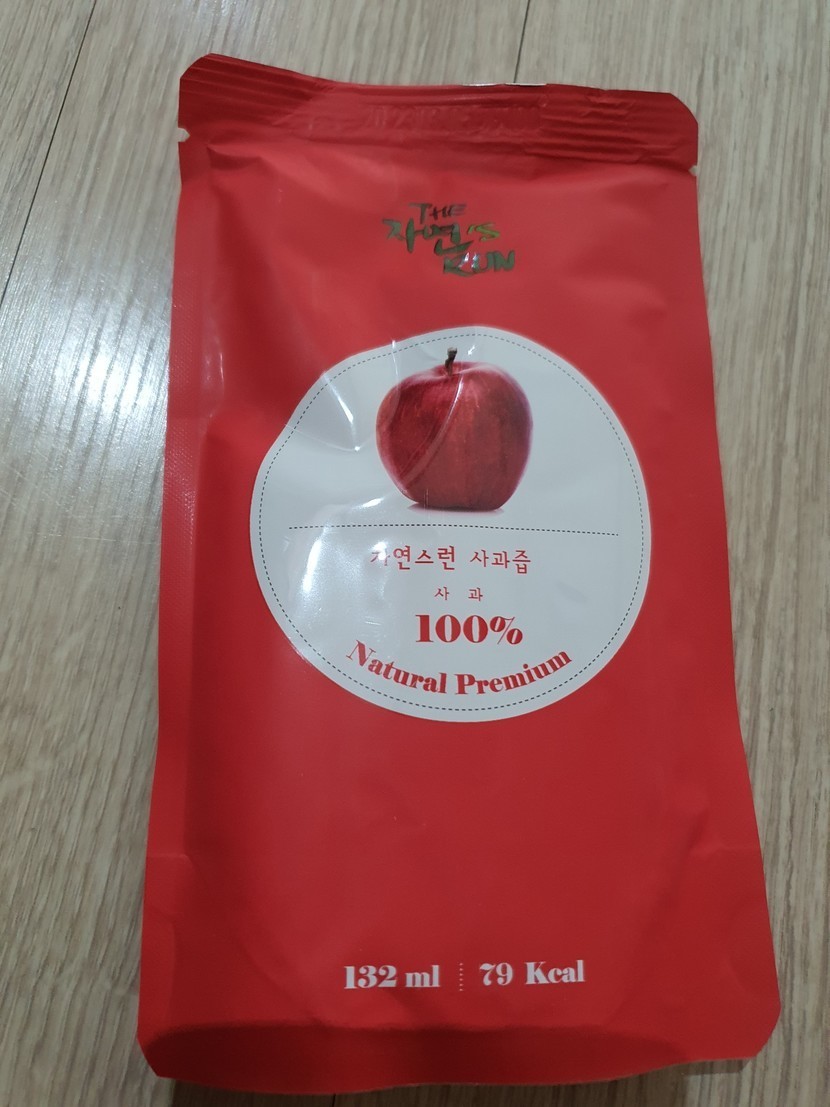 THE
자연's
RUN
자연스런 사과즙
사 과
100%
Natural Premium
132 ml 79 Kcal